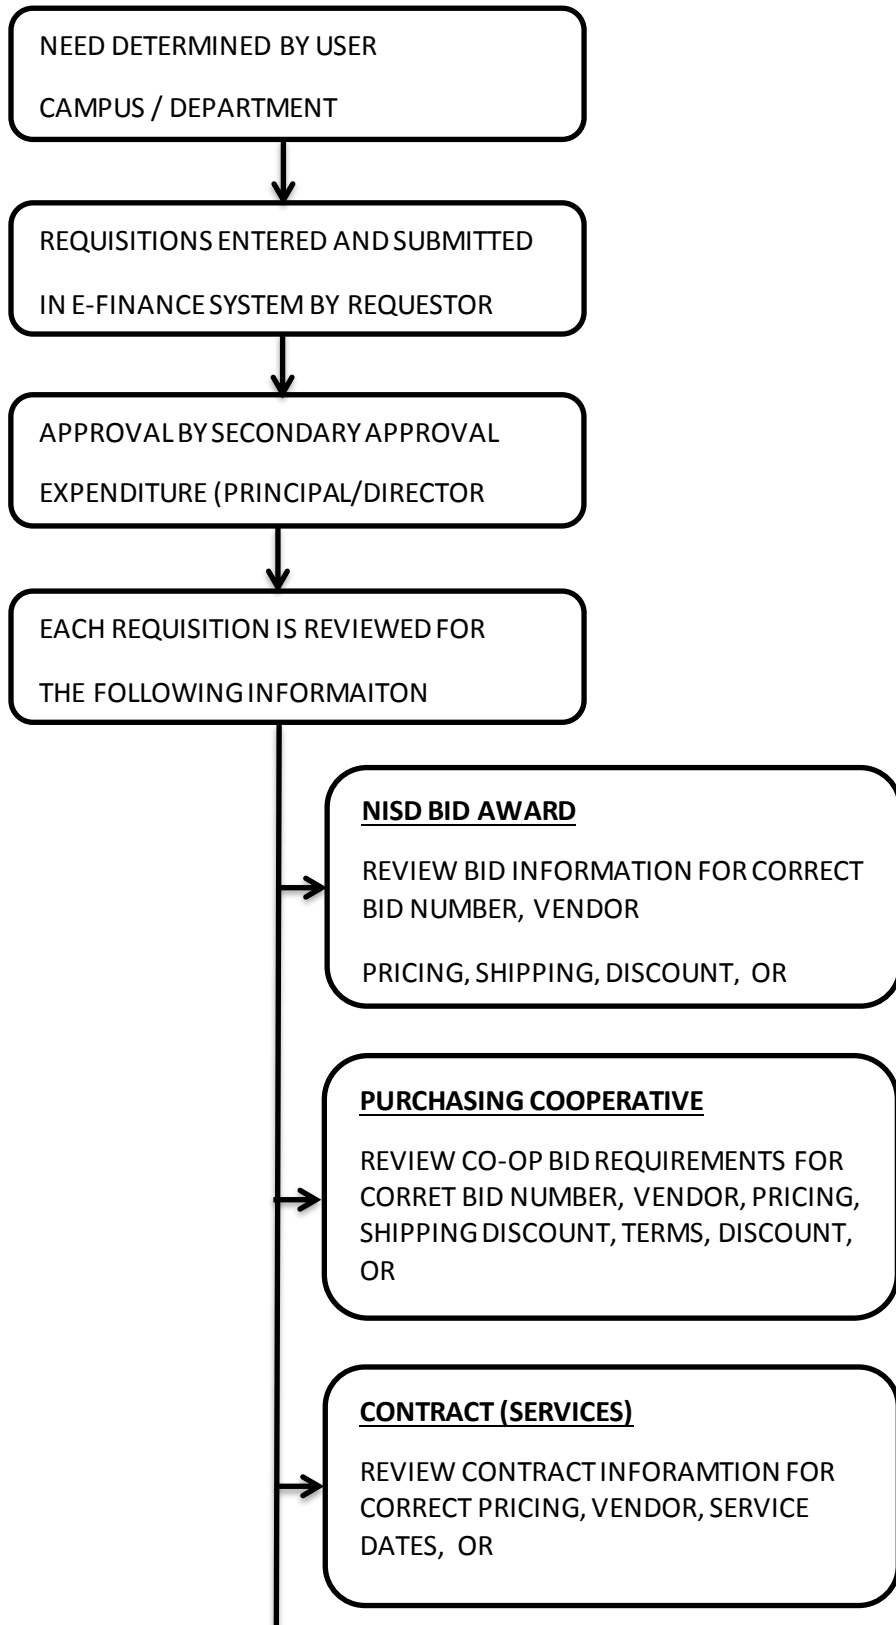 NEED DETERMINED BY USER
CAMPUS / DEPARTMENT
REQUISITIONS ENTERED AND SUBMITTED
IN E-FINANCE SYSTEM BY REQUESTOR
APPROVAL BY SECONDARY APPROVAL
EXPENDITURE (PRINCIPAL/DIRECTOR
EACH REQUISITION IS REVIEWED FOR
THE FOLLOWING INFORMAITON
NISD BID AWARD
REVIEW BID INFORMATION FOR CORRECT
BID NUMBER, VENDOR
PRICING, SHIPPING, DISCOUNT, OR
PURCHASING COOPERATIVE
REVIEW CO-OP BID REQUIREMENTS FOR
CORRET BID NUMBER, VENDOR, PRICING,
SHIPPING DISCOUNT, TERMS, DISCOUNT,
OR
CONTRACT (SERVICES)
REVIEW CONTRACT INFORAMTION FOR
CORRECT PRICING, VENDOR, SERVICE
DATES, OR